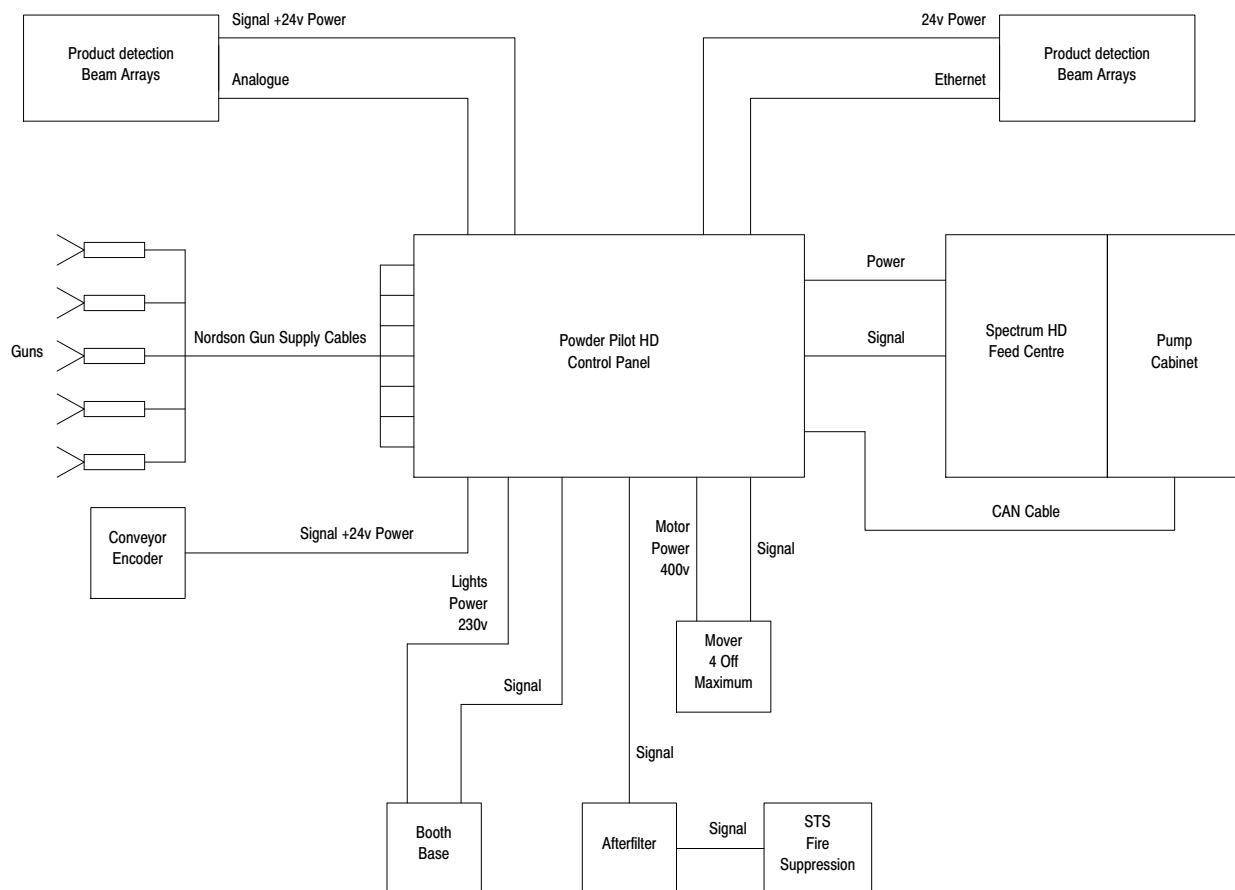 Signal +24v Power
24v Power
Product detection
Beam Arrays
Product detection
Beam Arrays
Analogue
Ethernet
Guns
Nordson Gun Supply Cables
Powder Pilot HD
Control Panel
Power
Signal
Spectrum HD
Feed Centre
Pump
Cabinet
Conveyor
Encoder
Signal +24v Power
Lights
Power
230v
Motor
Power
400v
Signal
CAN Cable
Mover
4 Off
Maximum
Signal
Signal
Booth
Base
Afterfilter
Signal
STS
Fire
Suppression